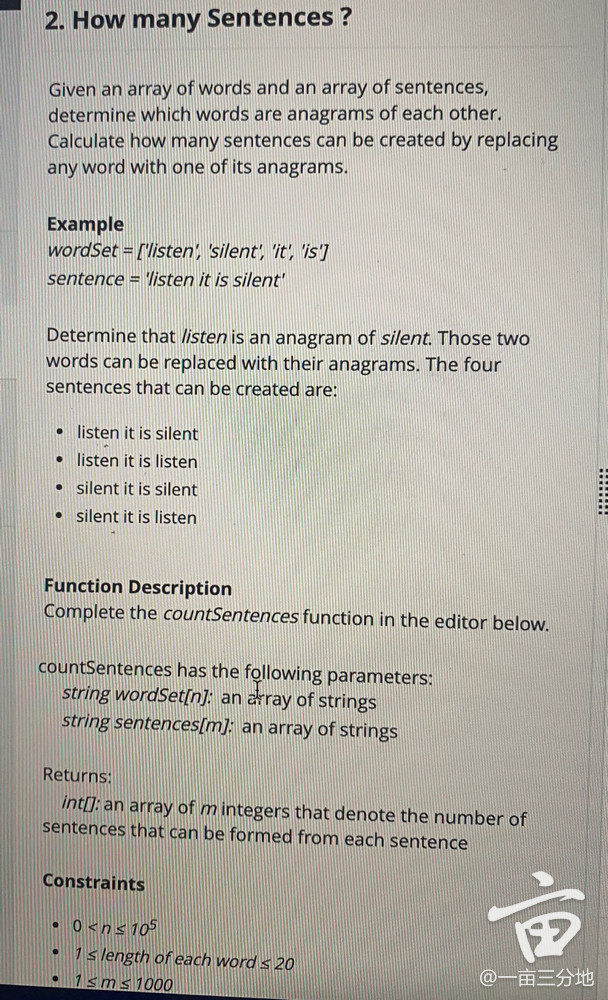 2. How many Sentences ?
Given an array of words and an array of sentences,
determine which words are anagrams of each other.
Calculate how many sentences can be created by replacing
any word with one of its anagrams.
Example
wordSet = ['listen', 'silent', 'it', 'is']
sentence = 'listen it is silent'
Determine that listen is an anagram of silent. Those two
words can be replaced with their anagrams. The four
sentences that can be created are:
• listen it is silent
• listen it is listen
• silent it is silent
• silent it is listen
Function Description
Complete the countSentences function in the editor below.
countSentences has the following parameters:
string wordSet[n]: an array of strings
string sentences[m]: an array of strings
Returns:
int[]: an array of m integers that denote the number of
sentences that can be formed from each sentence
Constraints
• 0 < n ≤ 10⁵
• 1 ≤ length of each word ≤ 20
• 1 ≤ m ≤ 1000
亩
@一亩三分地